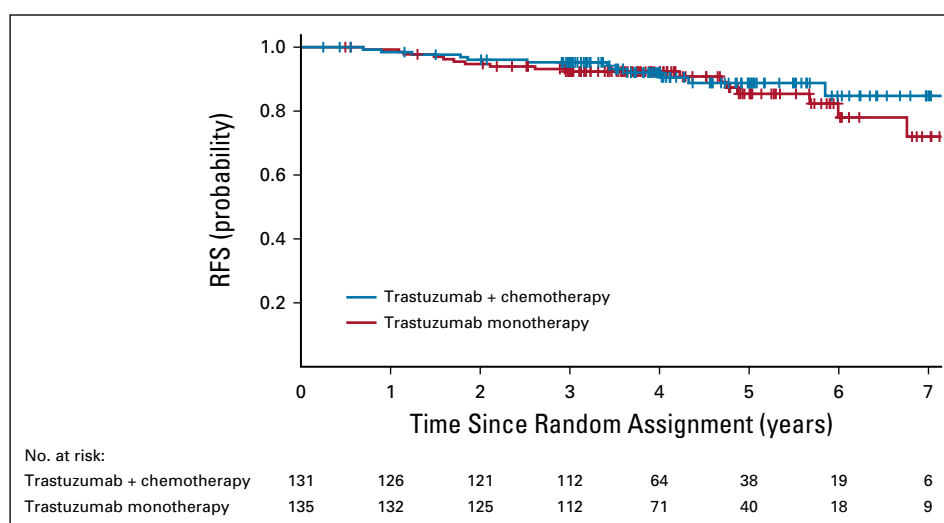 RFS (probability)
1.0
0.8
0.6
0.4
0.2
Trastuzumab + chemotherapy
Trastuzumab monotherapy
0 1 2 3 4 5 6 7
Time Since Random Assignment (years)
No. at risk:
Trastuzumab + chemotherapy 131 126 121 112 64 38 19 6
Trastuzumab monotherapy 135 132 125 112 71 40 18 9